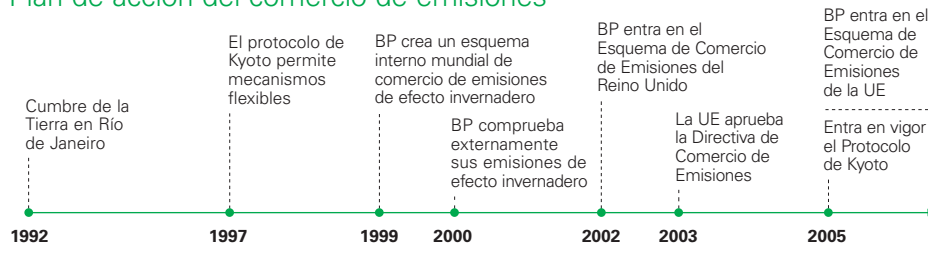 Plan de acción del comercio de emisiones
Cumbre de la
Tierra en Río
de Janeiro
El protocolo de
Kyoto permite
mecanismos
flexibles
BP crea un esquema
interno mundial de
comercio de emisiones
de efecto invernadero
BP comprueba
externamente
sus emisiones de
efecto invernadero
BP entra en el
Esquema de Comercio
de Emisiones del
Reino Unido
La UE aprueba
la Directiva de
Comercio de
Emisiones
BP entra en el
Esquema de
Comercio de
Emisiones
de la UE
Entra en vigor
el Protocolo
de Kyoto
1992
1997
1999
2000
2002
2003
2005